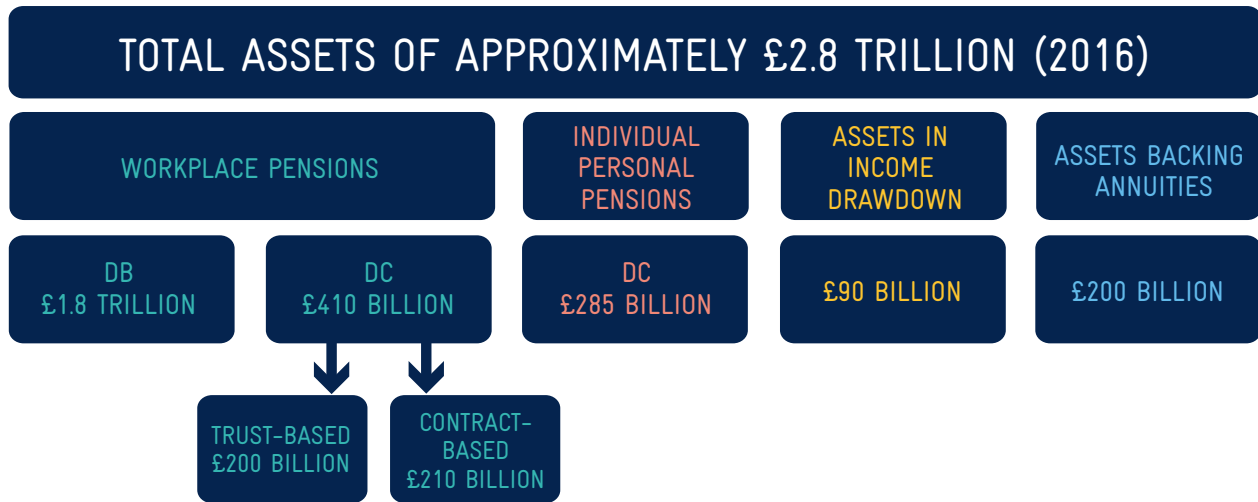 TOTAL ASSETS OF APPROXIMATELY £2.8 TRILLION (2016)
WORKPLACE PENSIONS
INDIVIDUAL
PERSONAL
PENSIONS
ASSETS IN
INCOME
DRAWDOWN
ASSETS BACKING
ANNUITIES
DB
£1.8 TRILLION
DC
£410 BILLION
DC
£285 BILLION
£90 BILLION
£200 BILLION
TRUST-BASED
£200 BILLION
CONTRACT-
BASED
£210 BILLION